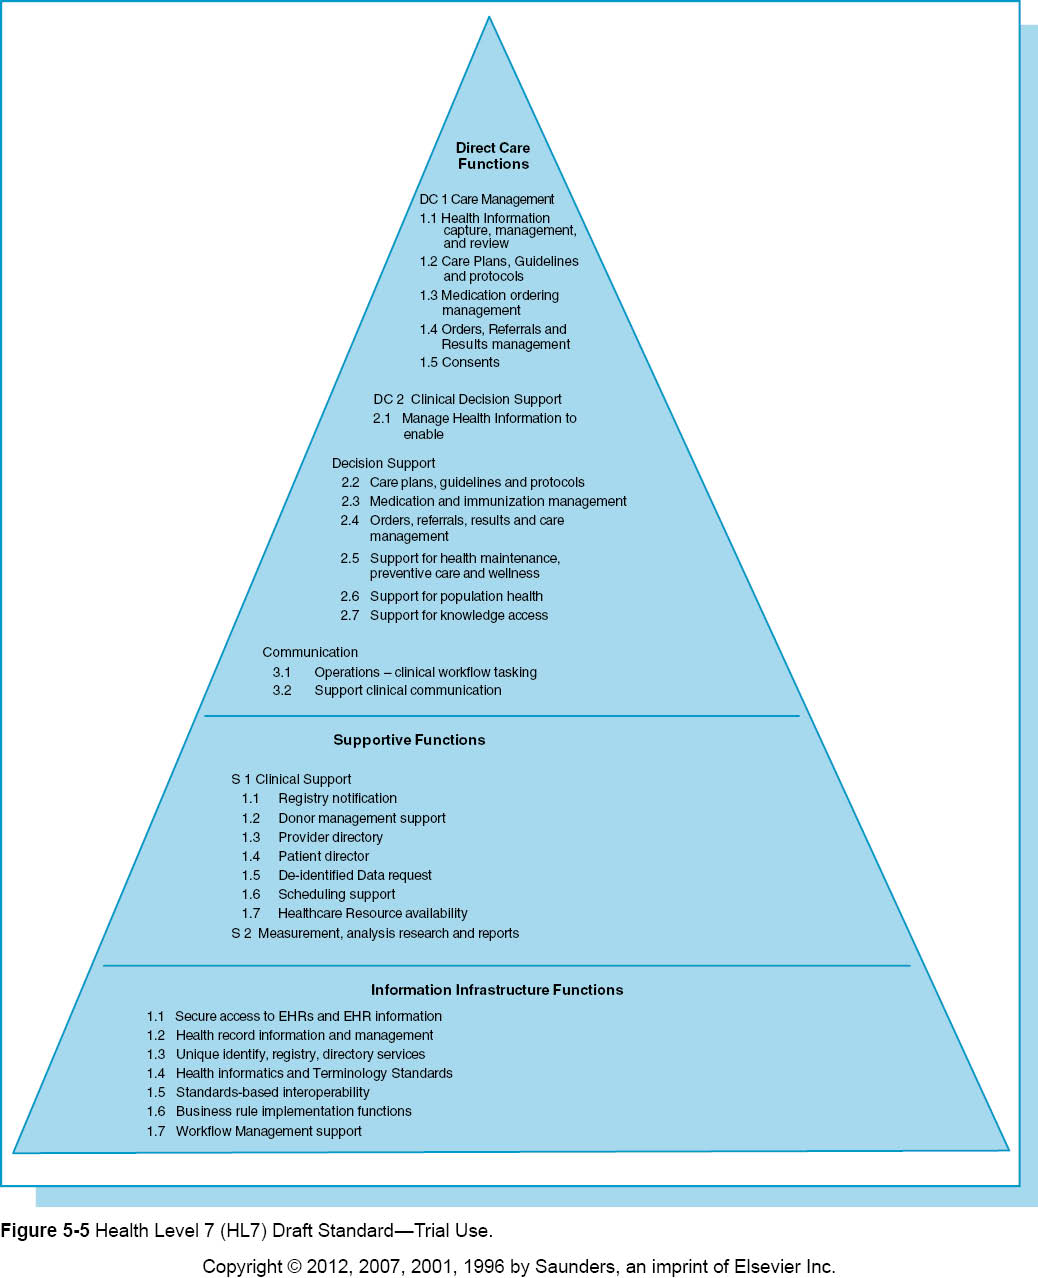 Direct Care
Functions
DC 1 Care Management
1.1 Health Information
capture, management,
and review
1.2 Care Plans, Guidelines
and protocols
1.3 Medication ordering
management
1.4 Orders, Referrals and
Results management
1.5 Consents
DC 2 Clinical Decision Support
2.1 Manage Health Information to
enable
Decision Support
2.2 Care plans, guidelines and protocols
2.3 Medication and immunization management
2.4 Orders, referrals, results and care
management
2.5 Support for health maintenance,
preventive care and wellness
2.6 Support for population health
2.7 Support for knowledge access
Communication
3.1 Operations – clinical workflow tasking
3.2 Support clinical communication
Supportive Functions
S 1 Clinical Support
1.1 Registry notification
1.2 Donor management support
1.3 Provider directory
1.4 Patient director
1.5 De-identified Data request
1.6 Scheduling support
1.7 Healthcare Resource availability
S 2 Measurement, analysis research and reports
Information Infrastructure Functions
1.1 Secure access to EHRs and EHR information
1.2 Health record information and management
1.3 Unique identify, registry, directory services
1.4 Health informatics and Terminology Standards
1.5 Standards-based interoperability
1.6 Business rule implementation functions
1.7 Workflow Management support
Figure 5-5 Health Level 7 (HL7) Draft Standard—Trial Use.
Copyright © 2012, 2007, 2001, 1996 by Saunders, an imprint of Elsevier Inc.